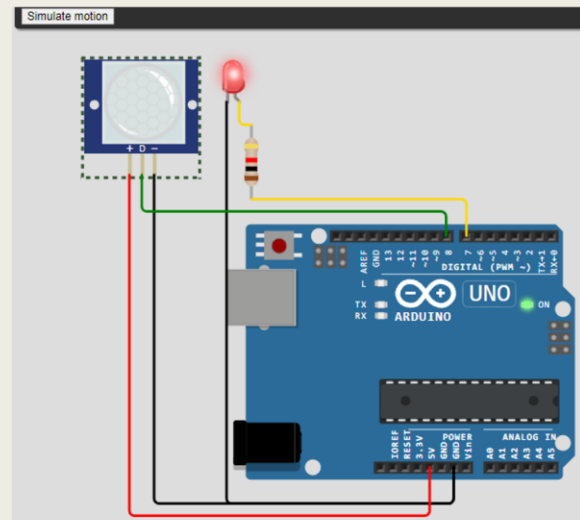 Simulate motion
+ D -
AREF
GND
13
12
~11
~10
~9
8
7
~6
~5
4
~3
2
TX→1
RX←0
DIGITAL (PWM ~)
L
TX
RX
UNO
ARDUINO
ON
IOREF
RESET
3.3V
5V
GND
GND
Vin
POWER
ANALOG IN
A0
A1
A2
A3
A4
A5